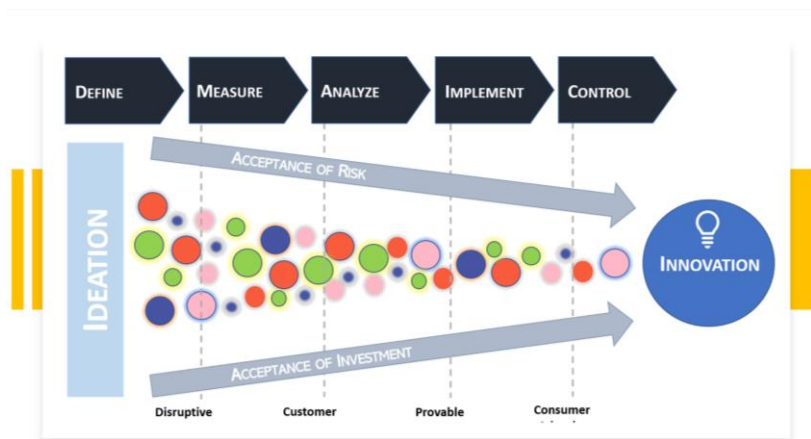 DEFINE
MEASURE
ANALYZE
IMPLEMENT
CONTROL
IDEATION
ACCEPTANCE OF RISK
INNOVATION
ACCEPTANCE OF INVESTMENT
Disruptive
Customer
Provable
Consumer